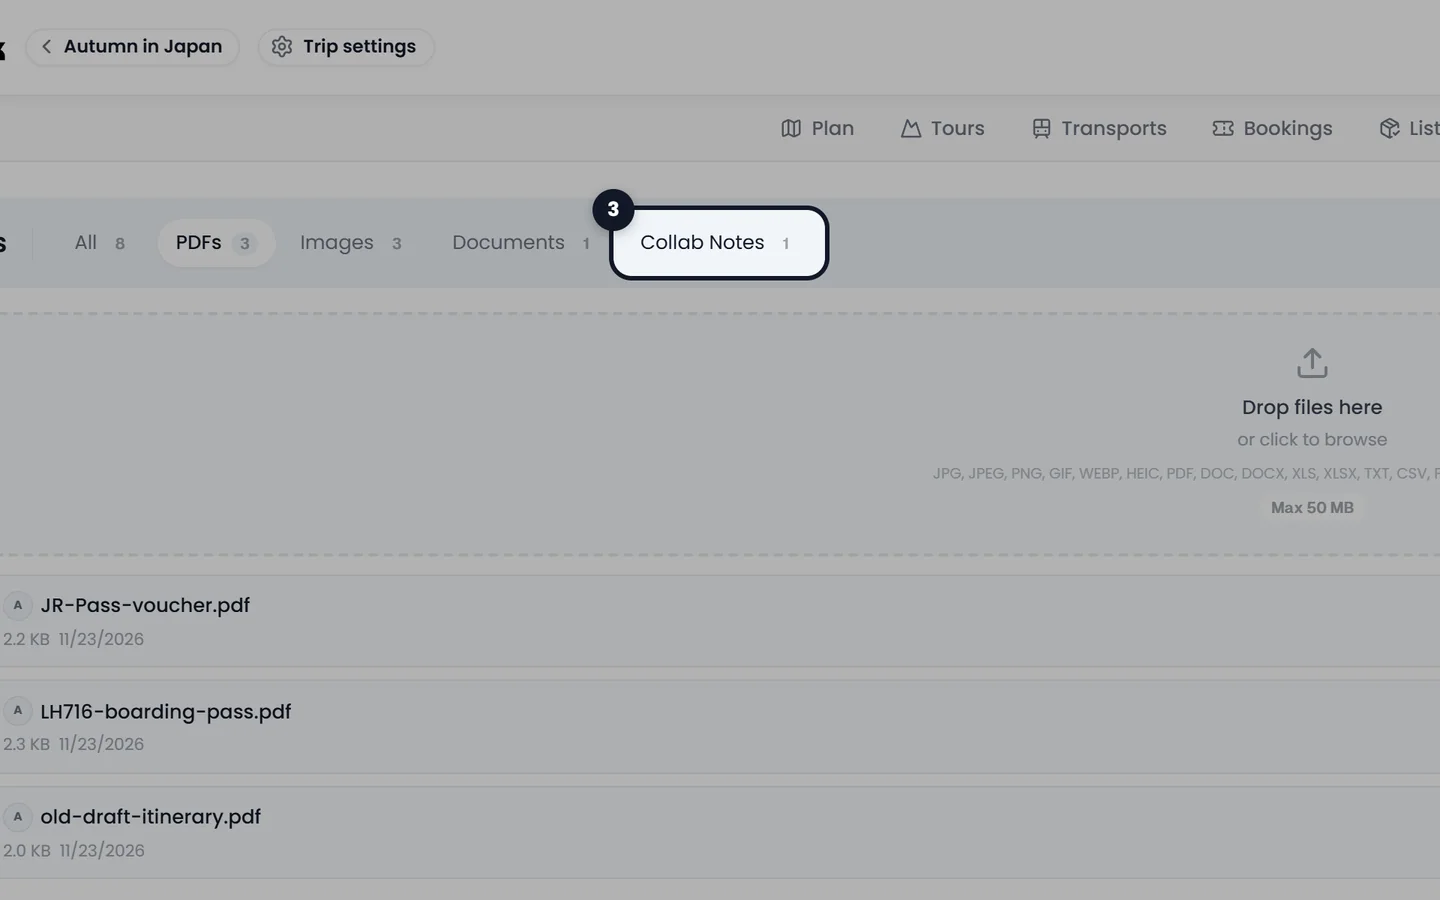 Autumn in Japan Trip settings
Plan Tours Transports Bookings
3
All 8 PDFs 3 Images 3 Documents 1 Collab Notes 1
Drop files here
or click to browse
JPG, JPEG, PNG, GIF, WEBP, HEIC, PDF, DOC, DOCX, XLS, XLSX, TXT, CSV,
Max 50 MB
A JR-Pass-voucher.pdf
2.2 KB 11/23/2026
A LH716-boarding-pass.pdf
2.3 KB 11/23/2026
A old-draft-itinerary.pdf
2.0 KB 11/23/2026